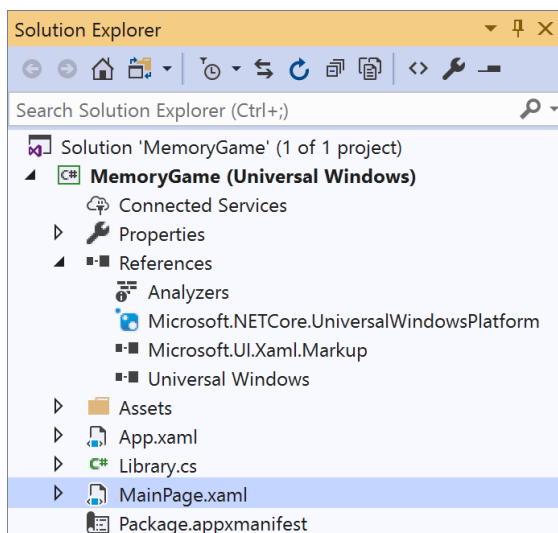 Solution Explorer
Search Solution Explorer (Ctrl+;)
Solution 'MemoryGame' (1 of 1 project)
C# MemoryGame (Universal Windows)
Connected Services
Properties
References
Analyzers
Microsoft.NETCore.UniversalWindowsPlatform
Microsoft.UI.Xaml.Markup
Universal Windows
Assets
App.xaml
C# Library.cs
MainPage.xaml
Package.appxmanifest